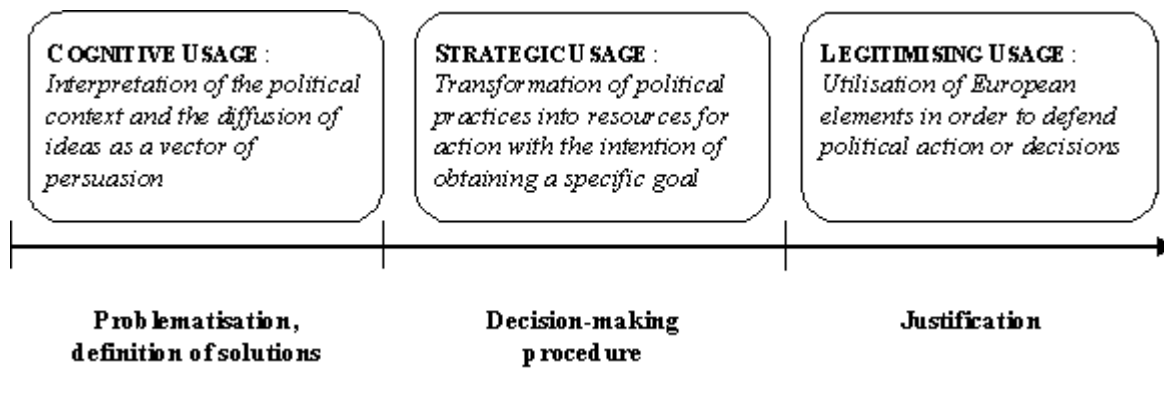 COGNITIVE USAGE :
Interpretation of the political
context and the diffusion of
ideas as a vector of
persuasion
STRATEGIC USAGE :
Transformation of political
practices into resources for
action with the intention of
obtaining a specific goal
LEGITIMISING USAGE :
Utilisation of European
elements in order to defend
political action or decisions
Problematisation,
definition of solutions
Decision-making
procedure
Justification